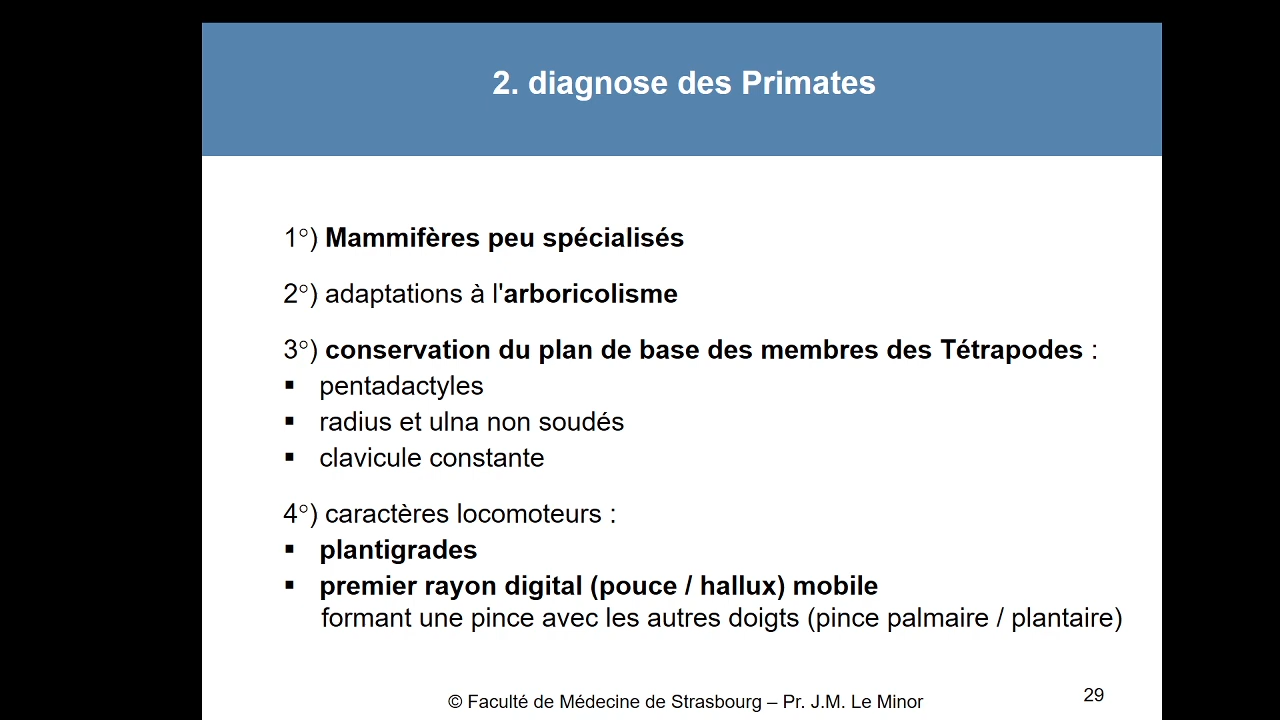 2. diagnose des Primates
1°) Mammifères peu spécialisés
2°) adaptations à l'arboricolisme
3°) conservation du plan de base des membres des Tétrapodes :
▪ pentadactyles
▪ radius et ulna non soudés
▪ clavicule constante
4°) caractères locomoteurs :
▪ plantigrades
▪ premier rayon digital (pouce / hallux) mobile
formant une pince avec les autres doigts (pince palmaire / plantaire)
© Faculté de Médecine de Strasbourg – Pr. J.M. Le Minor
29